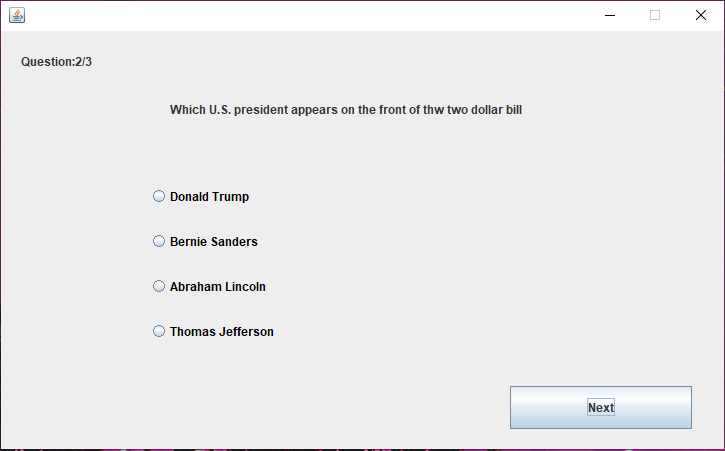 Question:2/3
Which U.S. president appears on the front of thw two dollar bill
Donald Trump
Bernie Sanders
Abraham Lincoln
Thomas Jefferson
Next